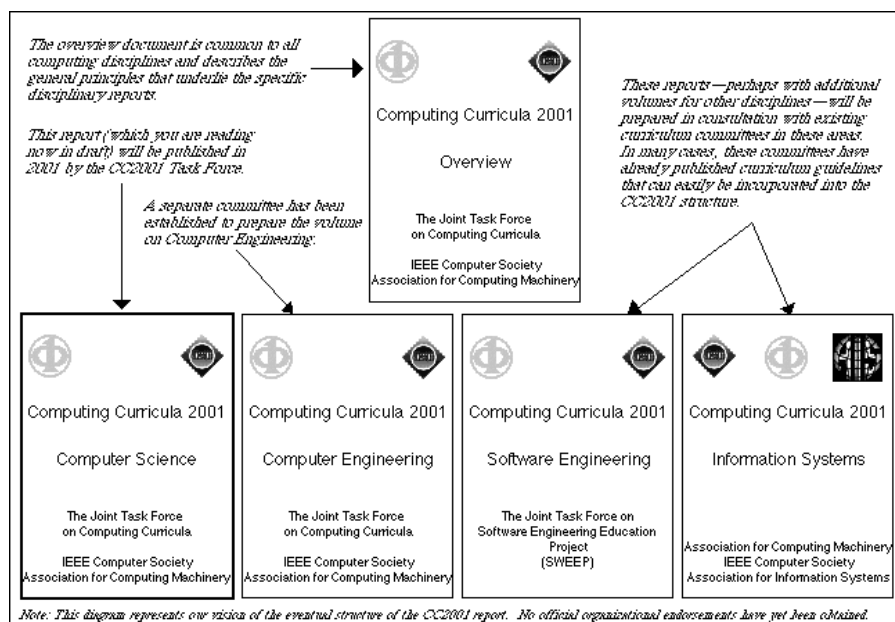 The overview document is common to all
computing disciplines and describes the
general principles that underlie the specific
disciplinary reports.
This report (which you are reading
now in draft) will be published in
2001 by the CC2001 Task Force.
A separate committee has been
established to prepare the volume
on Computer Engineering.
Computing Curricula 2001
Overview
The Joint Task Force
on Computing Curricula
IEEE Computer Society
Association for Computing Machinery
These reports—perhaps with additional
volumes for other disciplines—will be
prepared in consultation with existing
curriculum committees in these areas.
In many cases, these committees have
already published curriculum guidelines
that can easily be incorporated into the
CC2001 structure.
Computing Curricula 2001
Computer Science
The Joint Task Force
on Computing Curricula
IEEE Computer Society
Association for Computing Machinery
Computing Curricula 2001
Computer Engineering
The Joint Task Force
on Computing Curricula
IEEE Computer Society
Association for Computing Machinery
Computing Curricula 2001
Software Engineering
The Joint Task Force on
Software Engineering Education
Project
(SWEEP)
Computing Curricula 2001
Information Systems
Association for Computing Machinery
IEEE Computer Society
Association for Information Systems
Note: This diagram represents our vision of the eventual structure of the CC2001 report. No official organizational endorsements have yet been obtained.